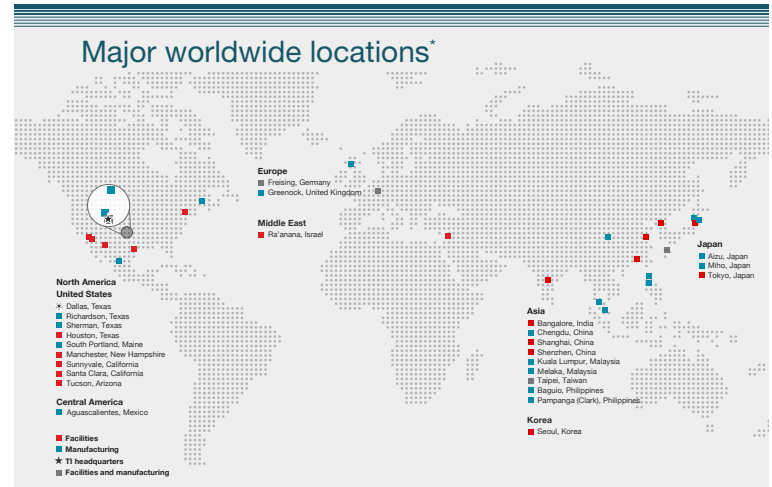 Major worldwide locations*
Europe
Freising, Germany
Greenock, United Kingdom
Middle East
Ra'anana, Israel
North America
United States
Dallas, Texas
Richardson, Texas
Sherman, Texas
Houston, Texas
South Portland, Maine
Manchester, New Hampshire
Sunnyvale, California
Santa Clara, California
Tucson, Arizona
Central America
Aguascalientes, Mexico
Facilities
Manufacturing
TI headquarters
Facilities and manufacturing
Japan
Aizu, Japan
Miho, Japan
Tokyo, Japan
Asia
Bangalore, India
Chengdu, China
Shanghai, China
Shenzhen, China
Kuala Lumpur, Malaysia
Melaka, Malaysia
Taipei, Taiwan
Baguio, Philippines
Pampanga (Clark), Philippines
Korea
Seoul, Korea
TI